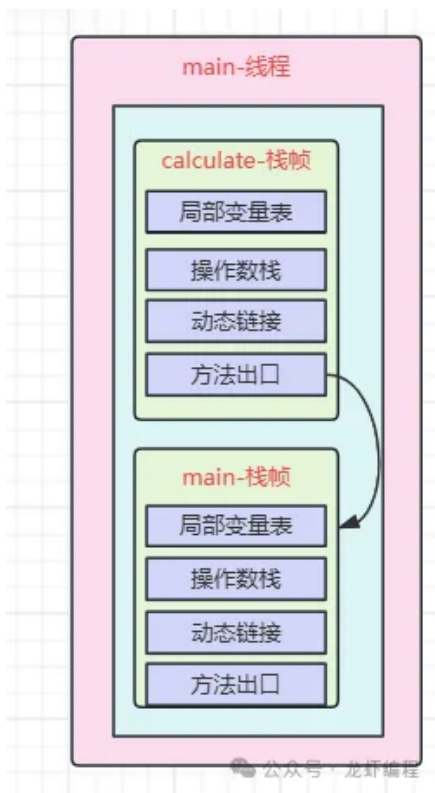 main-线程
calculate-栈帧
局部变量表
操作数栈
动态链接
方法出口
main-栈帧
局部变量表
操作数栈
动态链接
方法出口
公众号·龙虾编程